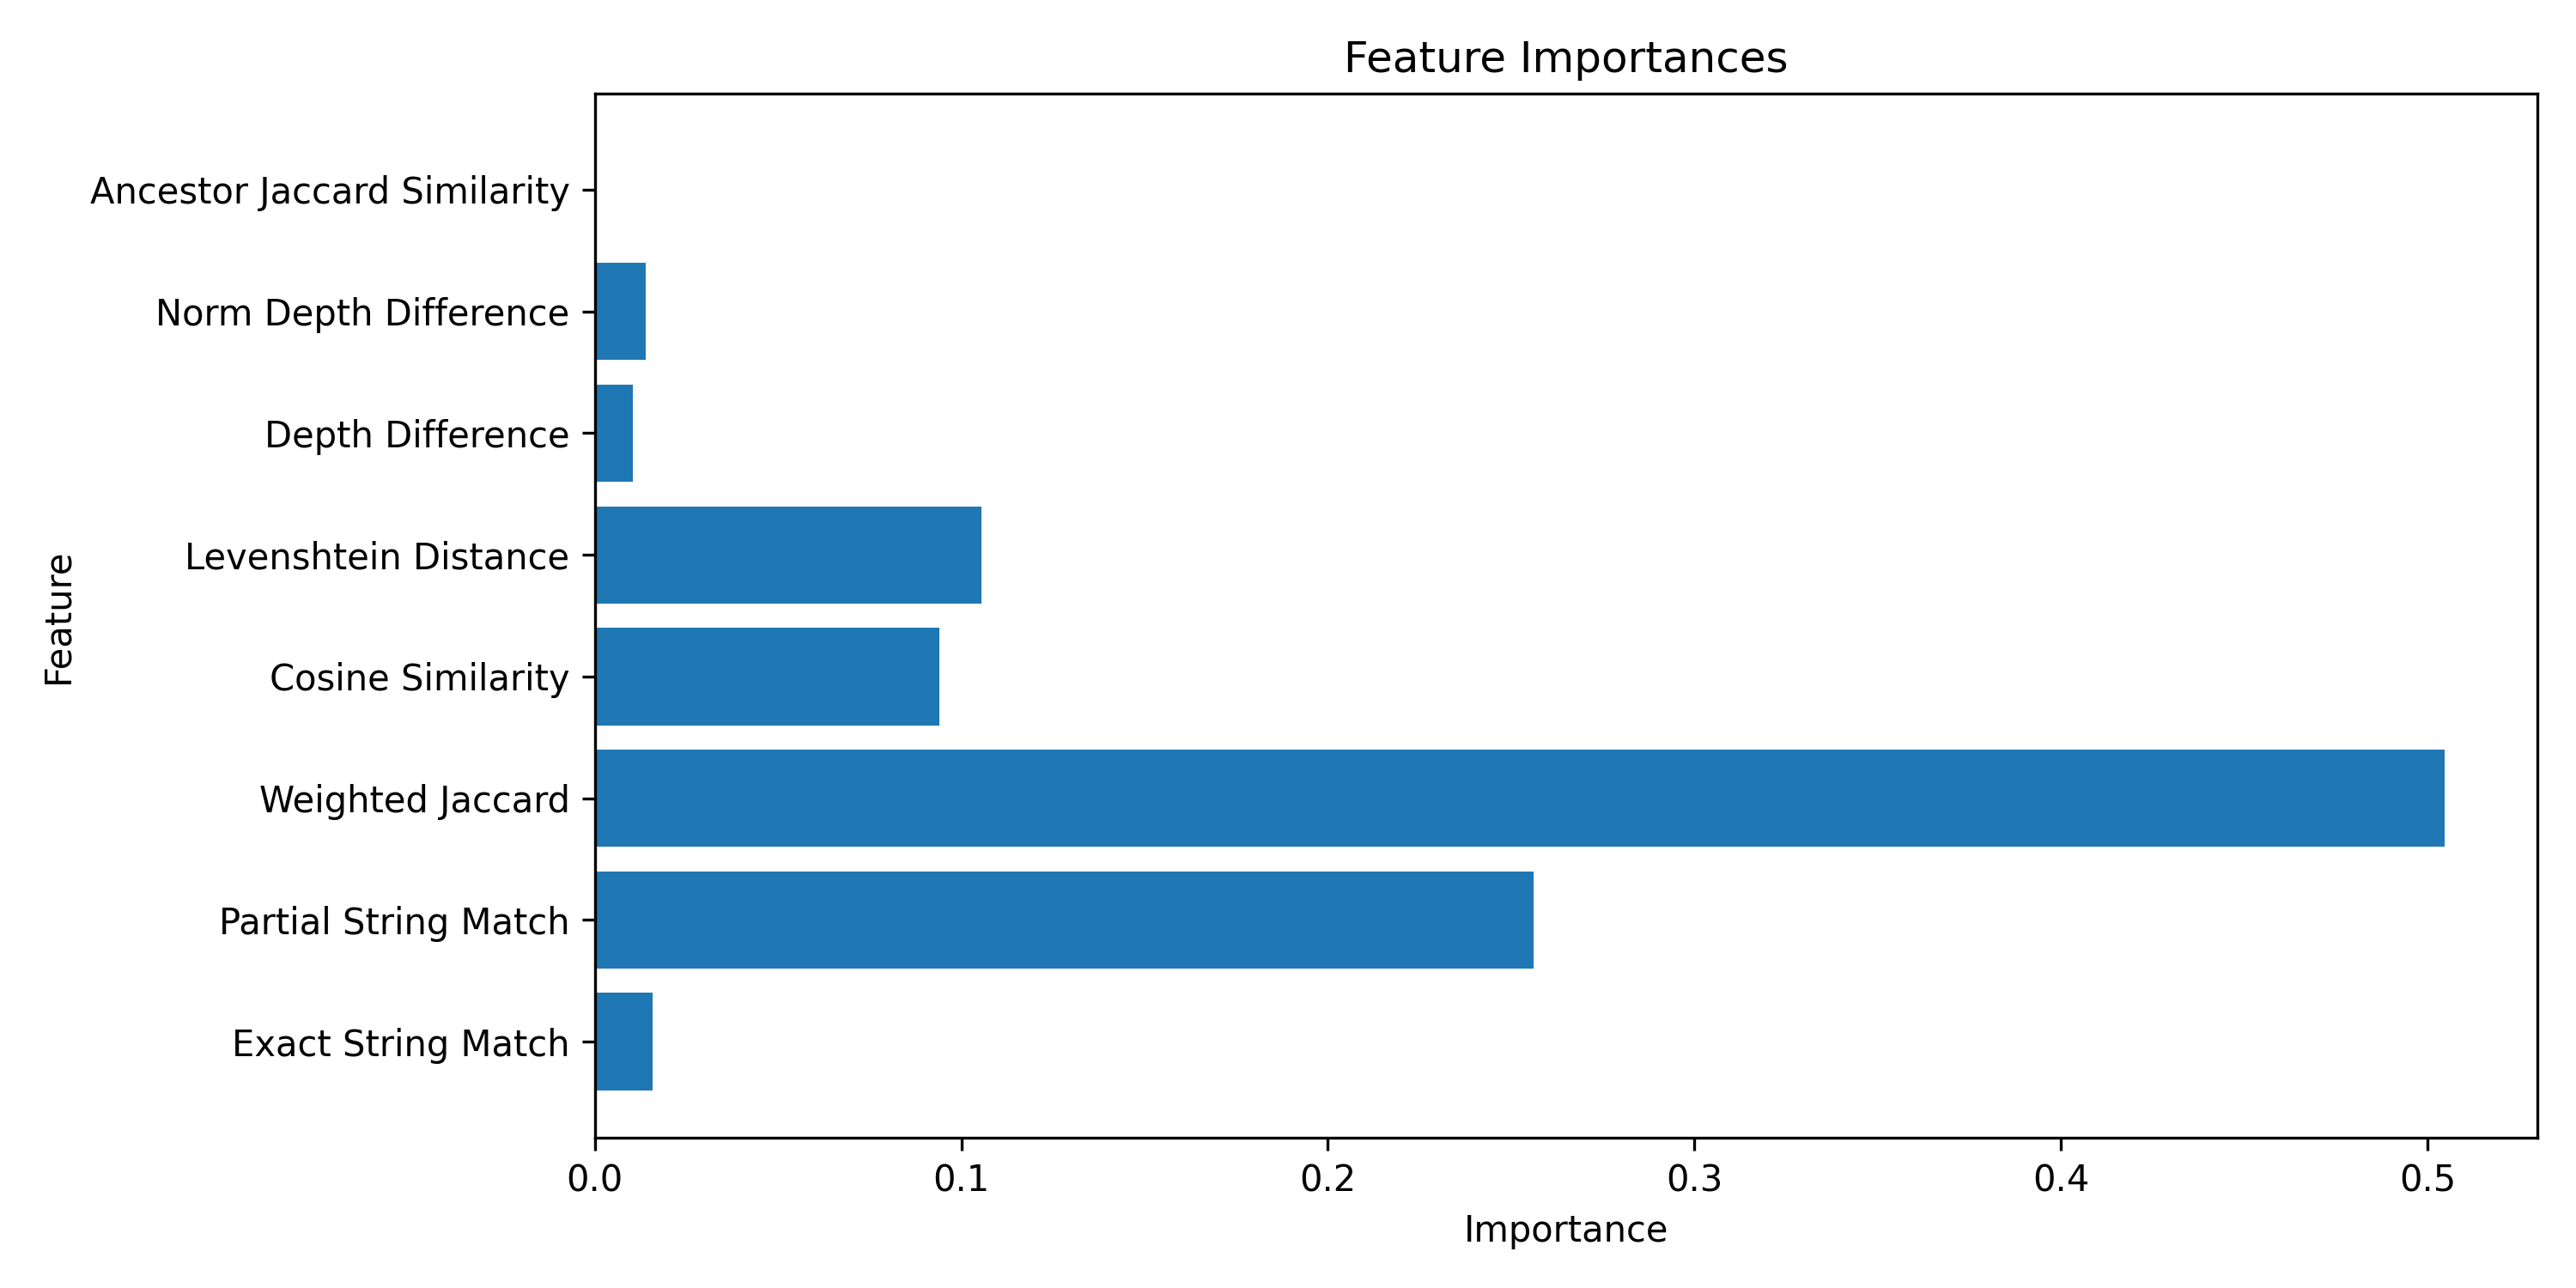 Feature Importances
Feature
Ancestor Jaccard Similarity
Norm Depth Difference
Depth Difference
Levenshtein Distance
Cosine Similarity
Weighted Jaccard
Partial String Match
Exact String Match
0.0 0.1 0.2 0.3 0.4 0.5
Importance